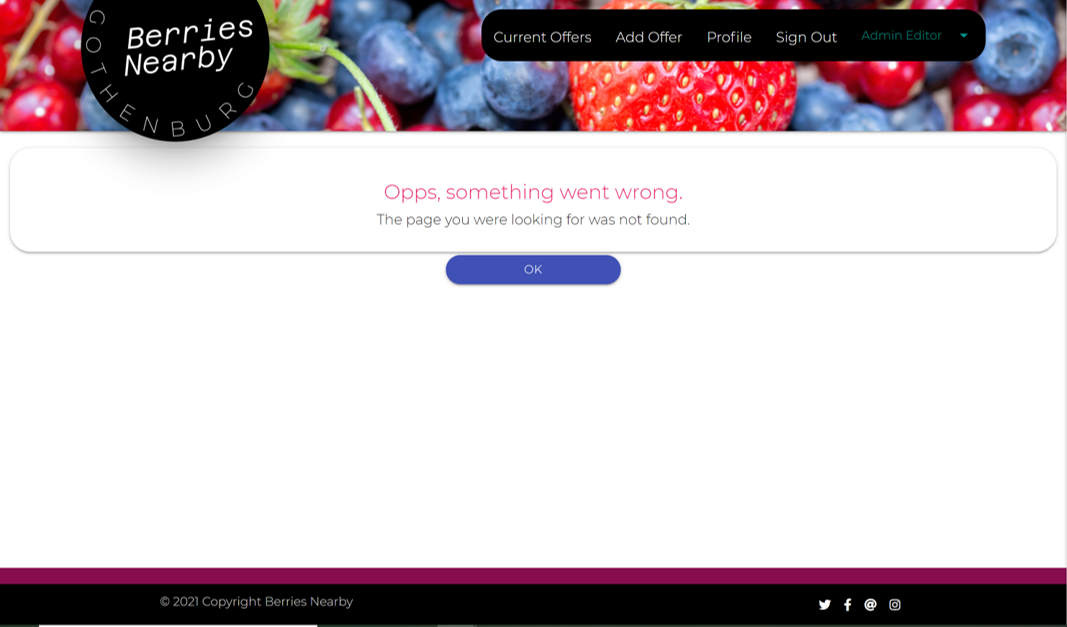 Berries
Nearby
GOTHENBURG
Current Offers Add Offer Profile Sign Out Admin Editor
Opps, something went wrong.
The page you were looking for was not found.
OK
© 2021 Copyright Berries Nearby